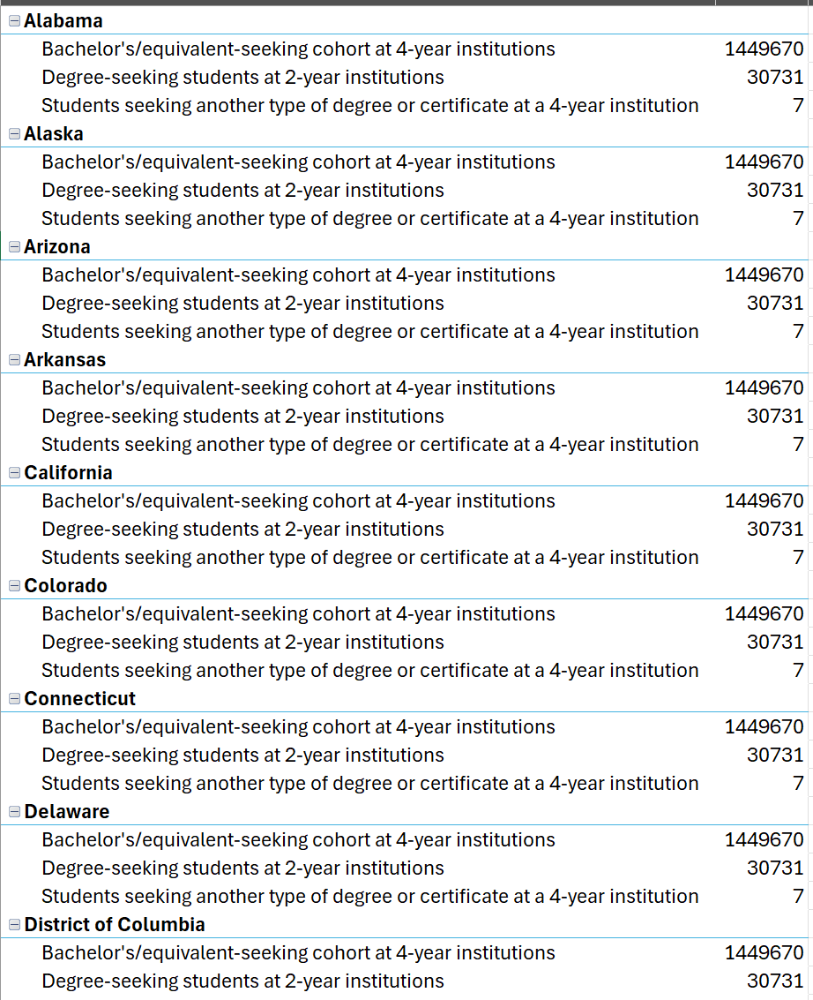 Alabama
Bachelor's/equivalent-seeking cohort at 4-year institutions 1449670
Degree-seeking students at 2-year institutions 30731
Students seeking another type of degree or certificate at a 4-year institution 7
Alaska
Bachelor's/equivalent-seeking cohort at 4-year institutions 1449670
Degree-seeking students at 2-year institutions 30731
Students seeking another type of degree or certificate at a 4-year institution 7
Arizona
Bachelor's/equivalent-seeking cohort at 4-year institutions 1449670
Degree-seeking students at 2-year institutions 30731
Students seeking another type of degree or certificate at a 4-year institution 7
Arkansas
Bachelor's/equivalent-seeking cohort at 4-year institutions 1449670
Degree-seeking students at 2-year institutions 30731
Students seeking another type of degree or certificate at a 4-year institution 7
California
Bachelor's/equivalent-seeking cohort at 4-year institutions 1449670
Degree-seeking students at 2-year institutions 30731
Students seeking another type of degree or certificate at a 4-year institution 7
Colorado
Bachelor's/equivalent-seeking cohort at 4-year institutions 1449670
Degree-seeking students at 2-year institutions 30731
Students seeking another type of degree or certificate at a 4-year institution 7
Connecticut
Bachelor's/equivalent-seeking cohort at 4-year institutions 1449670
Degree-seeking students at 2-year institutions 30731
Students seeking another type of degree or certificate at a 4-year institution 7
Delaware
Bachelor's/equivalent-seeking cohort at 4-year institutions 1449670
Degree-seeking students at 2-year institutions 30731
Students seeking another type of degree or certificate at a 4-year institution 7
District of Columbia
Bachelor's/equivalent-seeking cohort at 4-year institutions 1449670
Degree-seeking students at 2-year institutions 30731